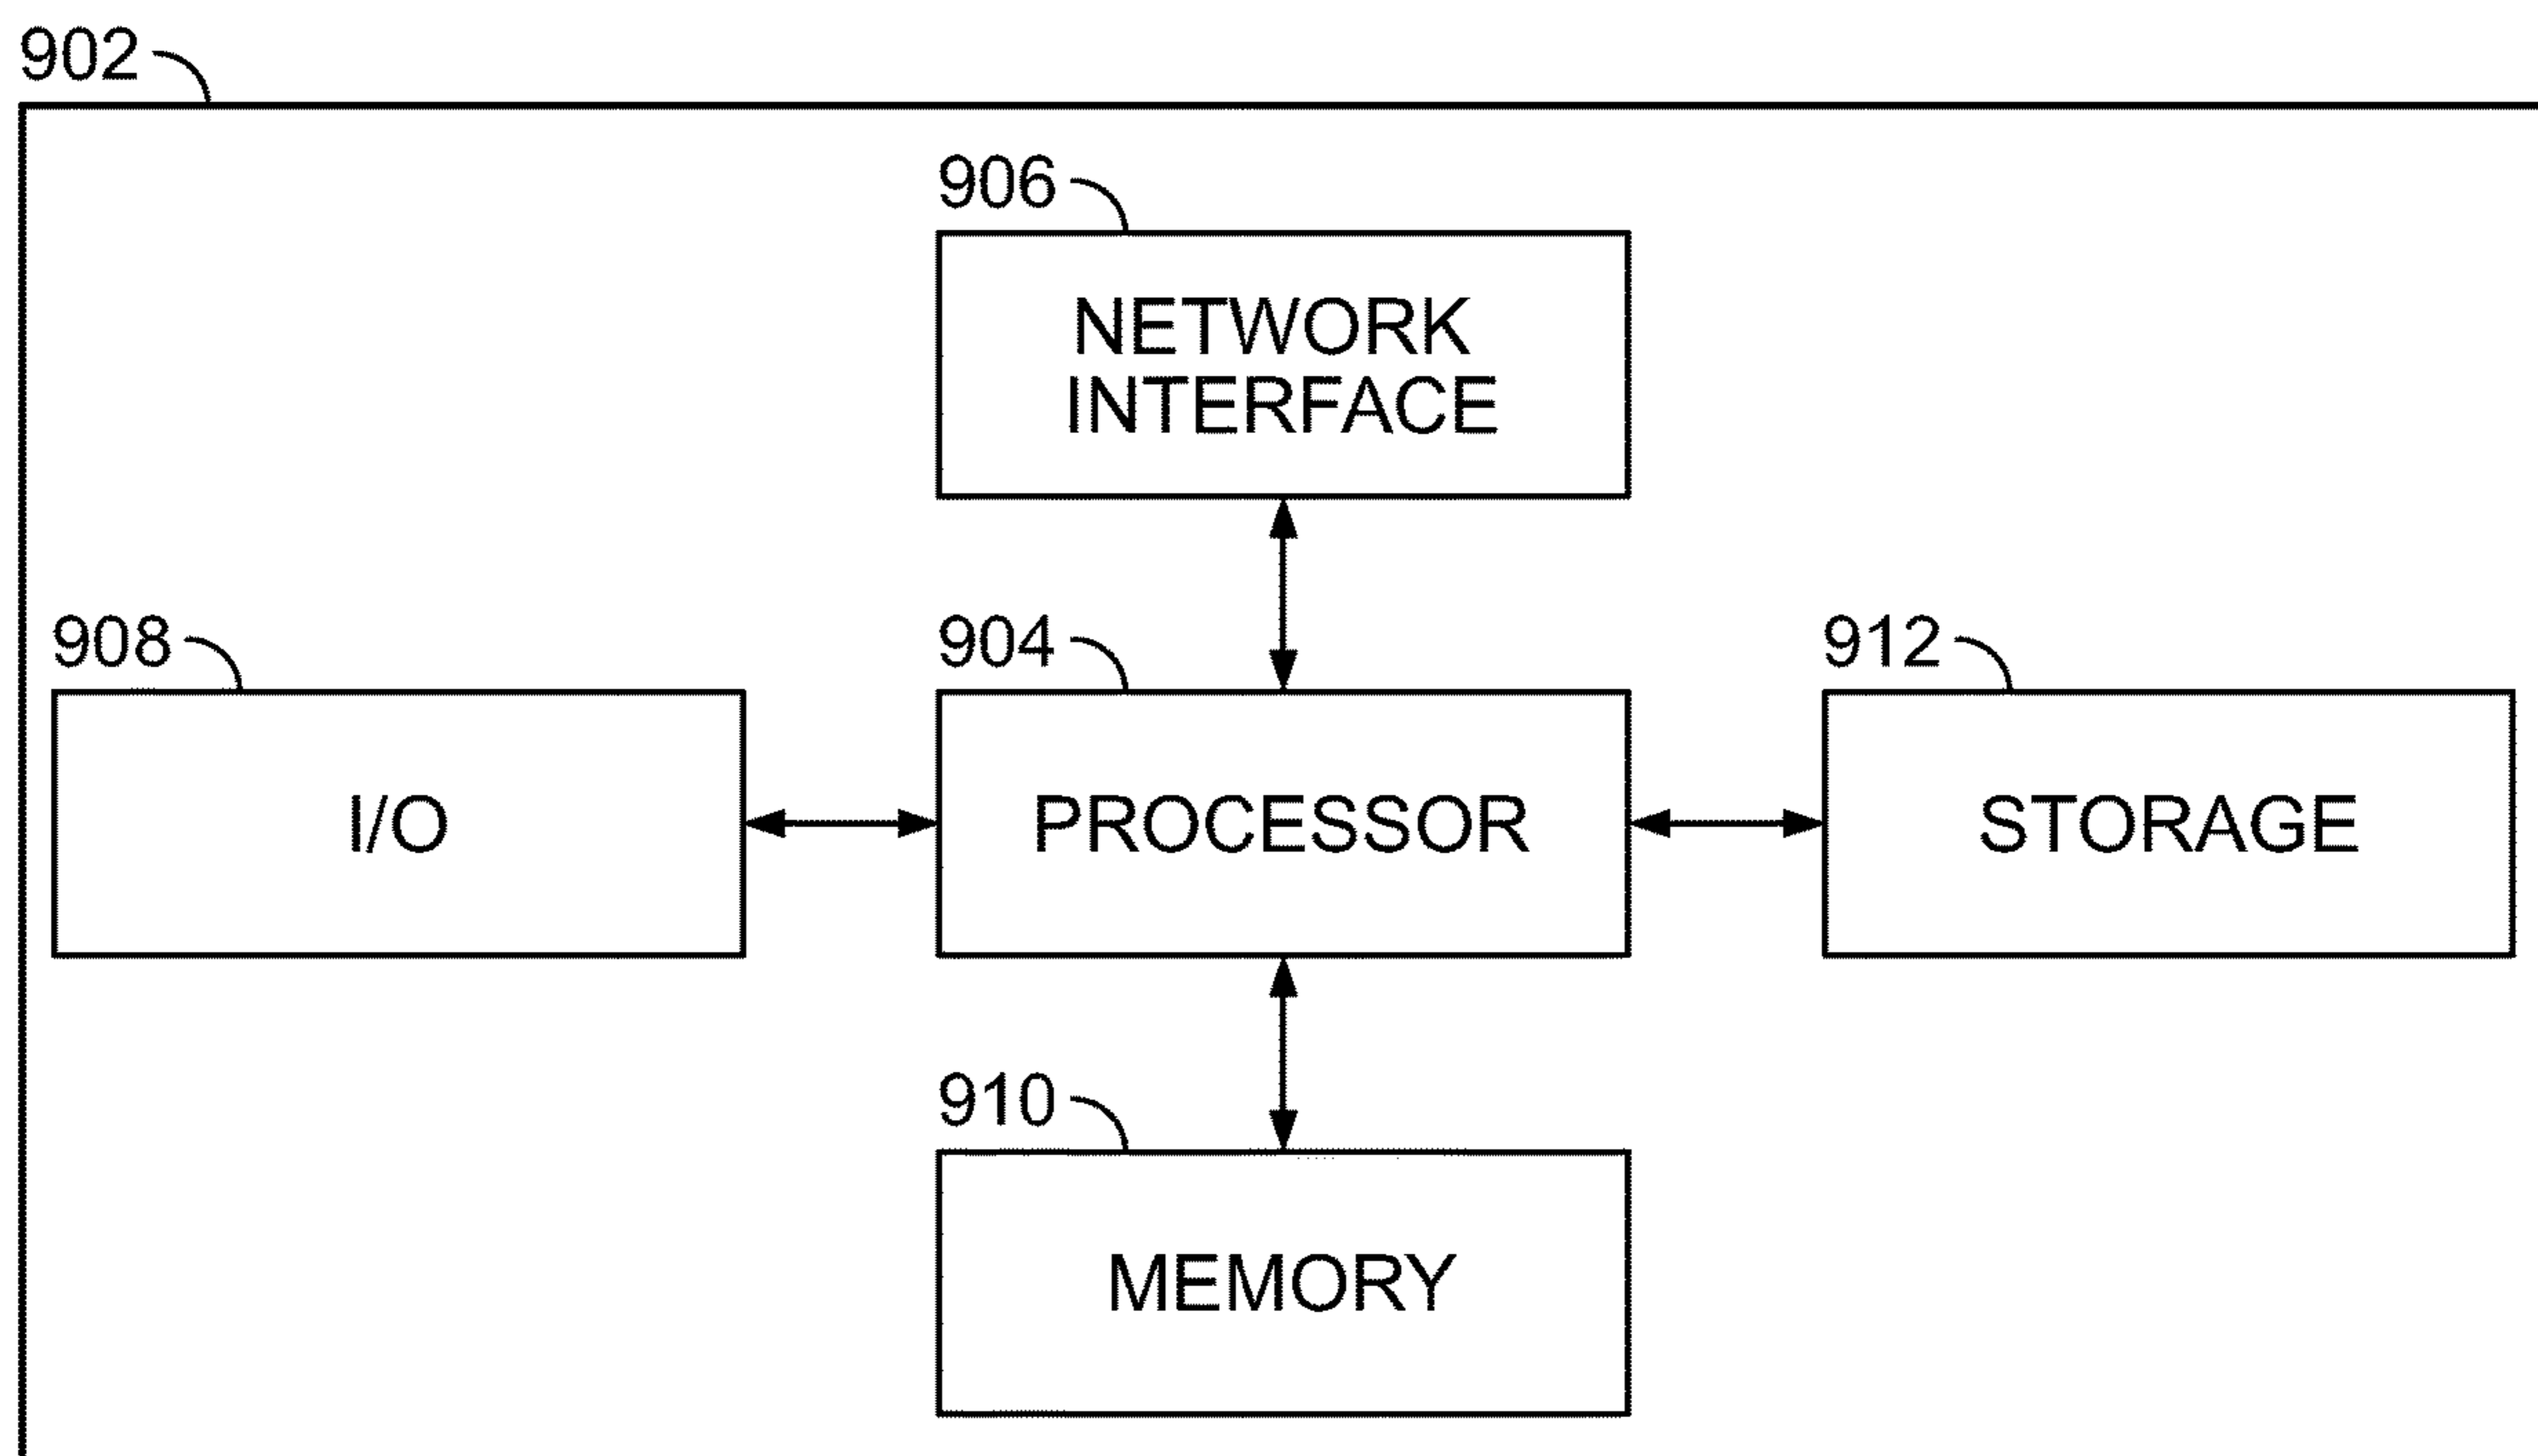 902
906
NETWORK
INTERFACE
908
904
912
I/O
PROCESSOR
STORAGE
910
MEMORY